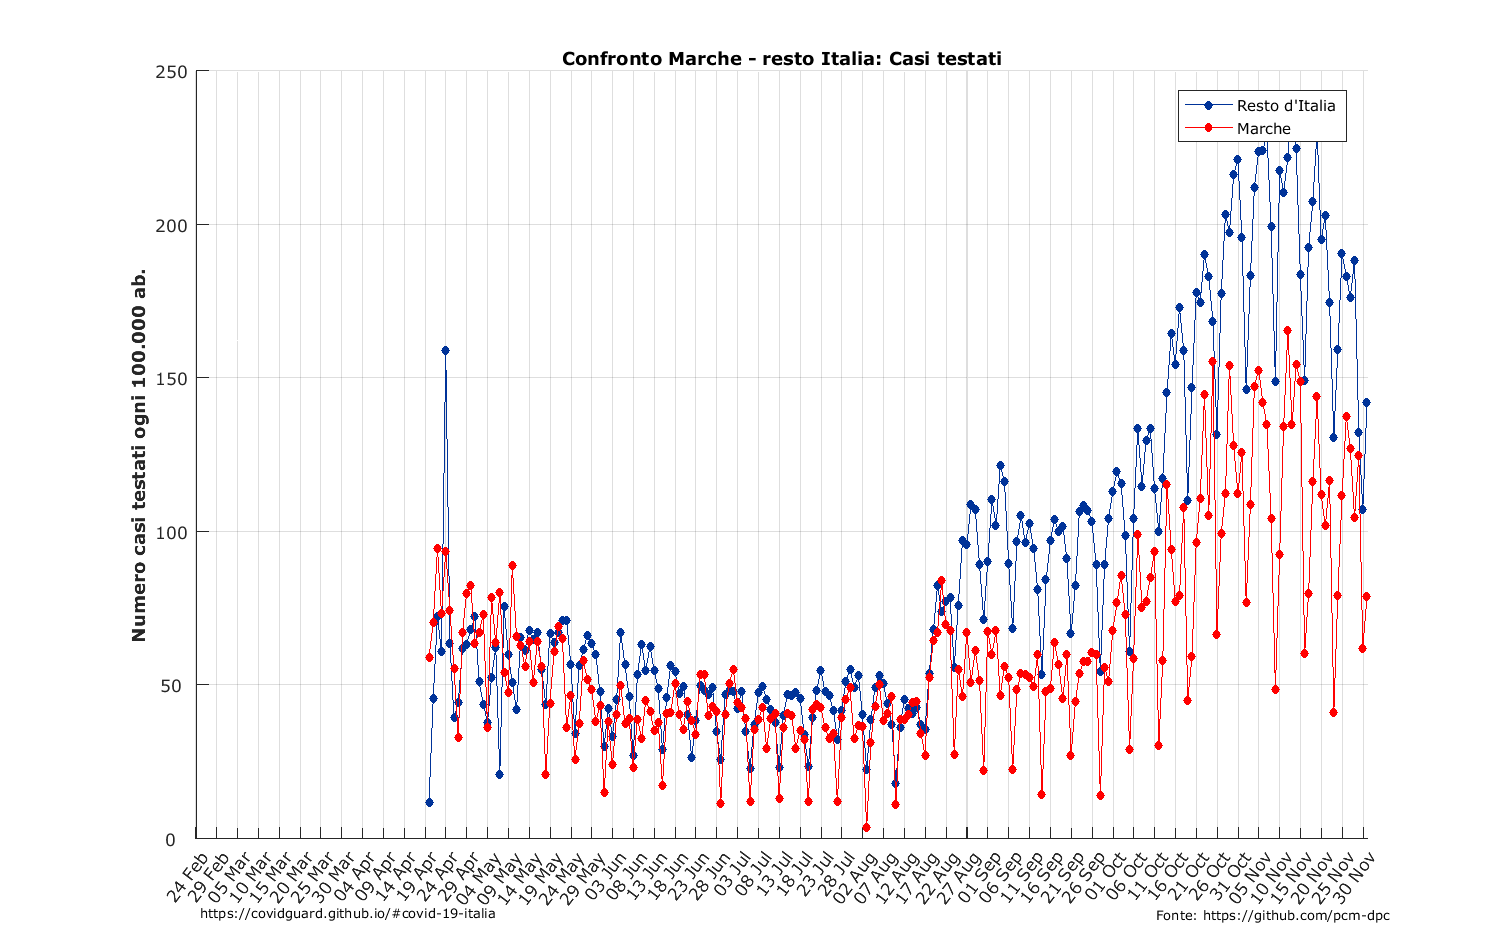 Confronto Marche - resto Italia: Casi testati
Resto d'Italia
Marche
Numero casi testati ogni 100.000 ab.
250
200
150
100
50
0
24 Feb
29 Feb
05 Mar
10 Mar
15 Mar
20 Mar
25 Mar
30 Mar
04 Apr
09 Apr
14 Apr
19 Apr
24 Apr
29 Apr
04 May
09 May
14 May
19 May
24 May
29 May
03 Jun
08 Jun
13 Jun
18 Jun
23 Jun
28 Jun
03 Jul
08 Jul
13 Jul
18 Jul
23 Jul
28 Jul
02 Aug
07 Aug
12 Aug
17 Aug
22 Aug
27 Aug
01 Sep
06 Sep
11 Sep
16 Sep
21 Sep
26 Sep
01 Oct
06 Oct
11 Oct
16 Oct
21 Oct
26 Oct
31 Oct
05 Nov
10 Nov
15 Nov
20 Nov
25 Nov
30 Nov
https://covidguard.github.io/#covid-19-italia
Fonte: https://github.com/pcm-dpc